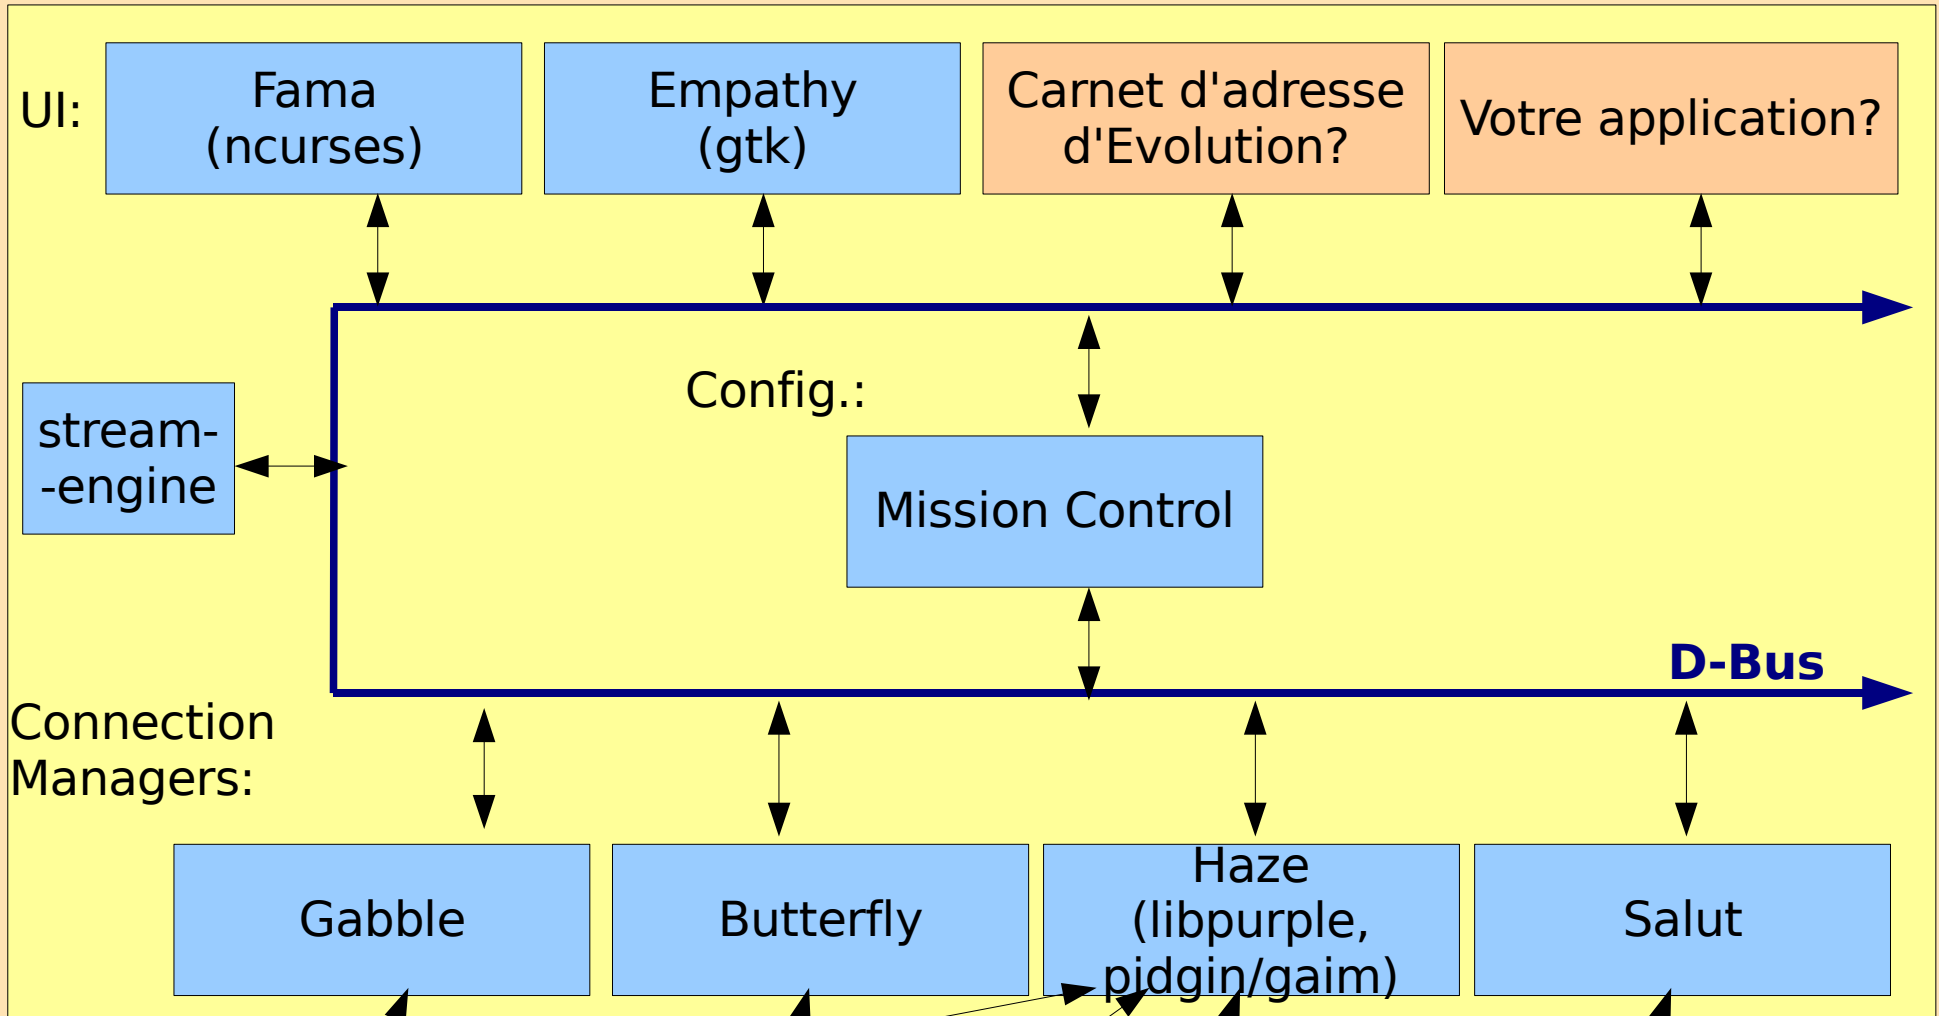 UI:
Fama
(ncurses)
Empathy
(gtk)
Carnet d'adresse
d'Evolution?
Votre application?
Config.:
stream-
-engine
Mission Control
D-Bus
Connection
Managers:
Gabble
Butterfly
Haze
(libpurple,
pidgin/gaim)
Salut